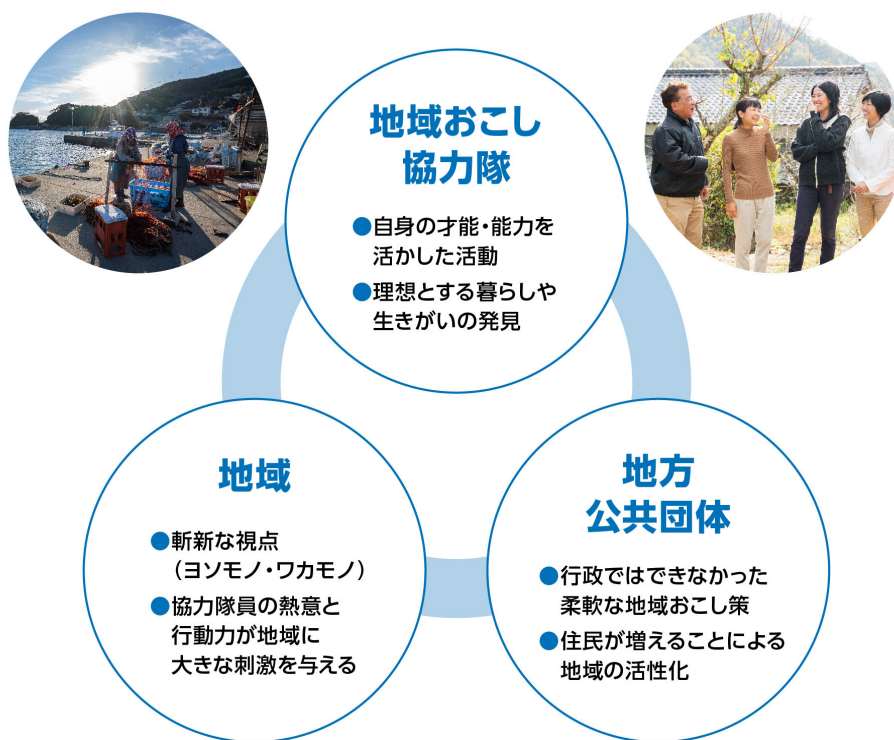 地域おこし
協力隊
●自身の才能・能力を
活かした活動
●理想とする暮らしや
生きがいの発見
地域
●斬新な視点
（ヨソモノ・ワカモノ）
●協力隊員の熱意と
行動力が地域に
大きな刺激を与える
地方
公共団体
●行政ではできなかった
柔軟な地域おこし策
●住民が増えることによる
地域の活性化